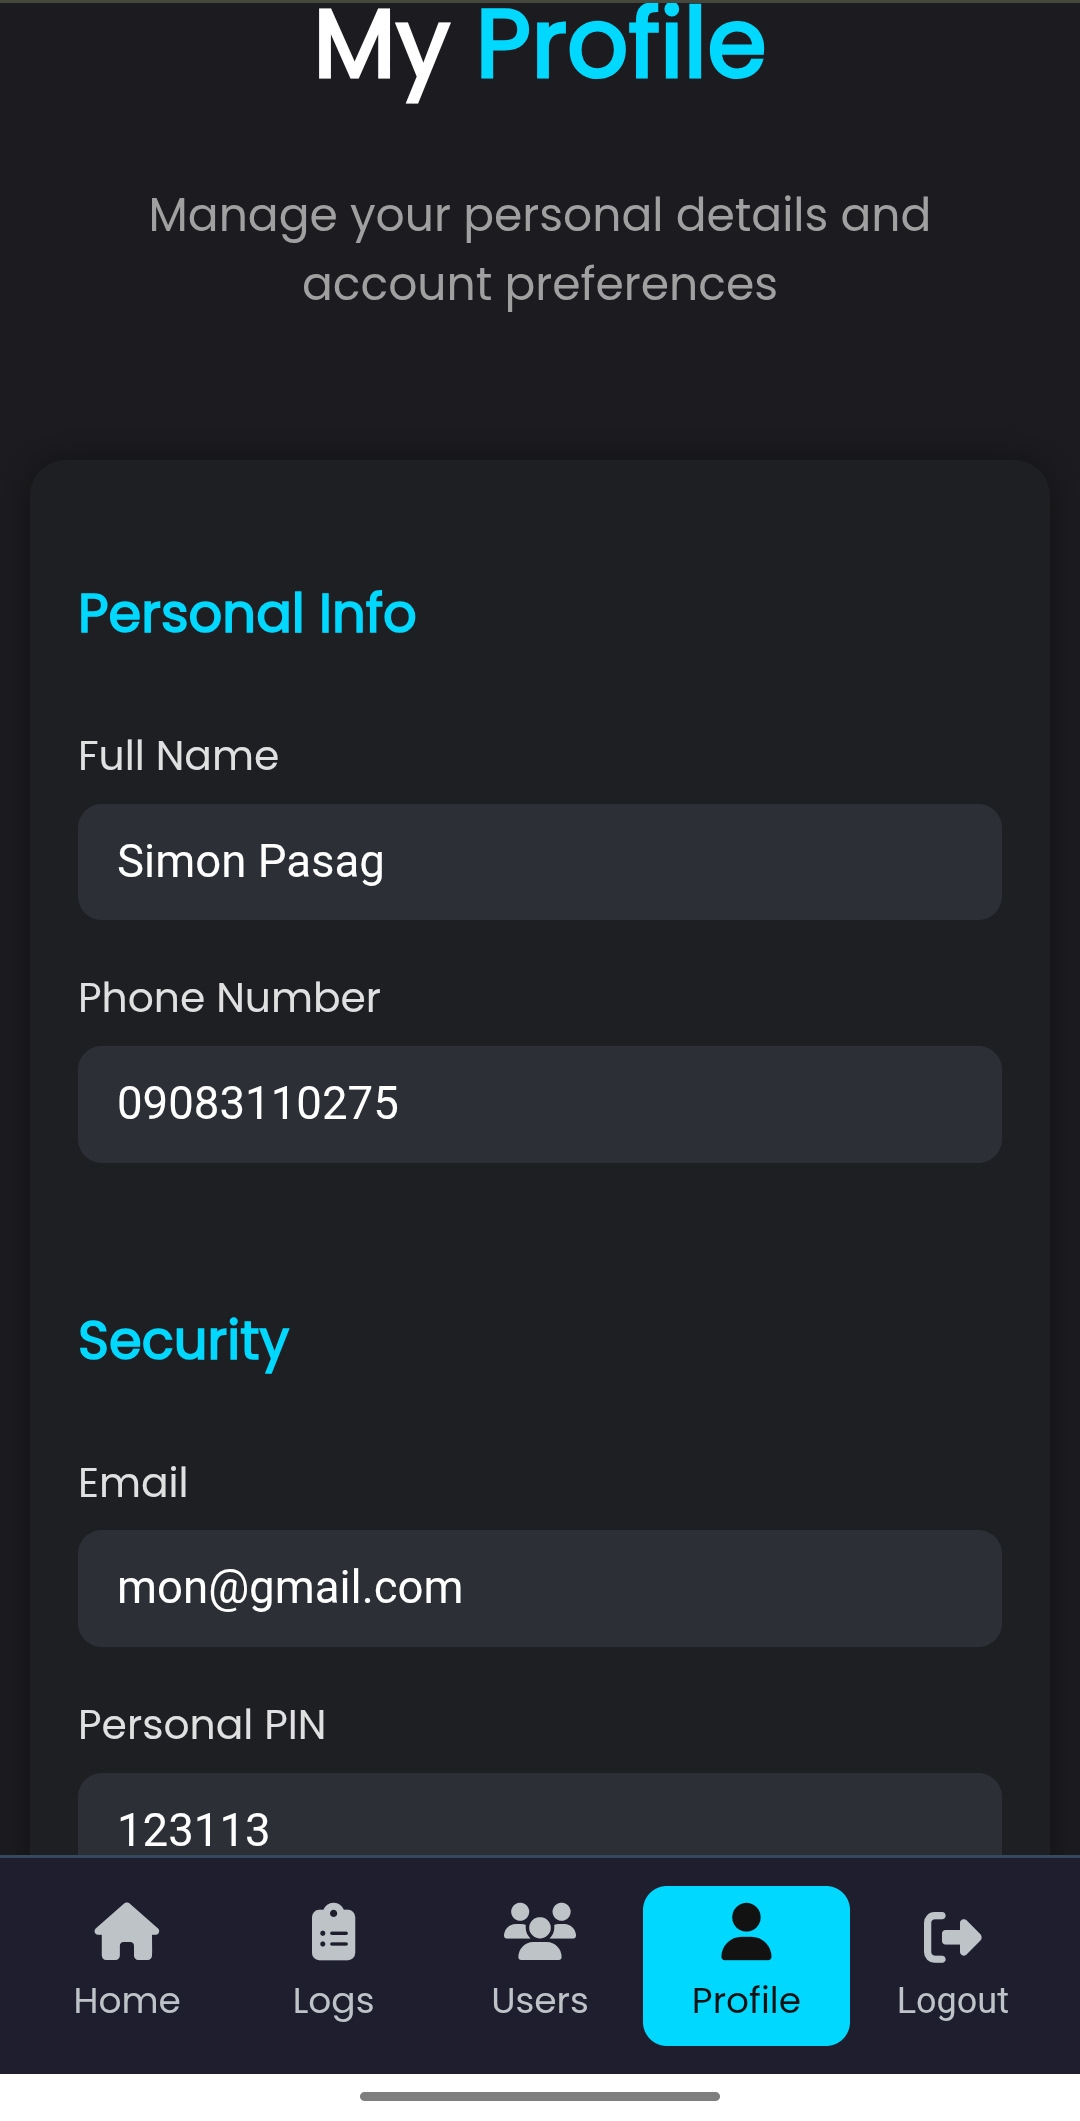 My Profile
Manage your personal details and
account preferences
Personal Info
Full Name
Simon Pasag
Phone Number
09083110275
Security
Email
mon@gmail.com
Personal PIN
123113
Home
Logs
Users
Profile
Logout